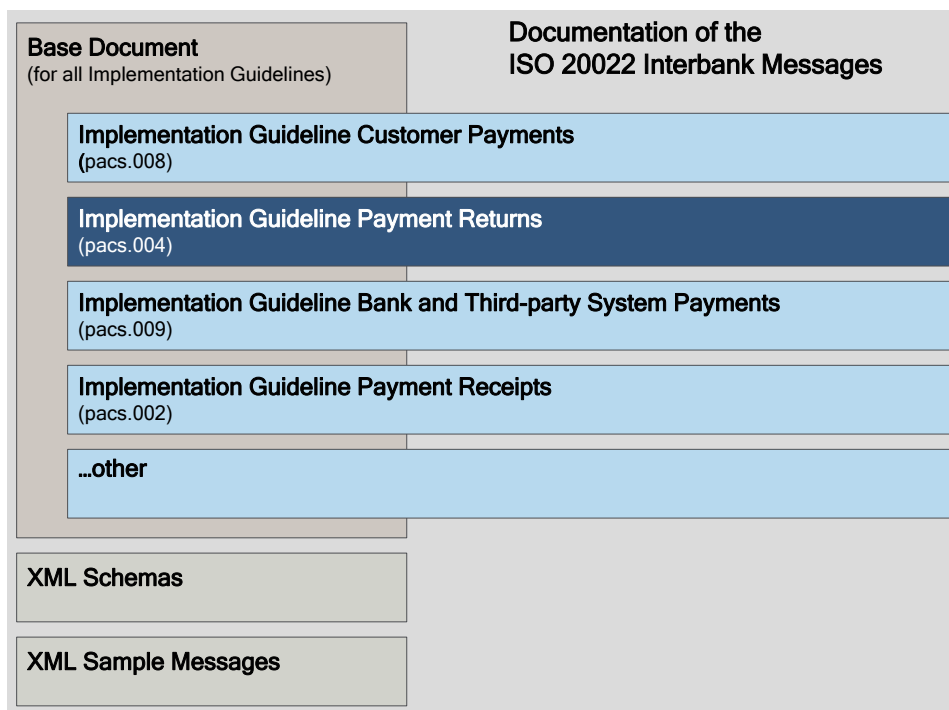 Documentation of the
ISO 20022 Interbank Messages
Base Document
(for all Implementation Guidelines)
Implementation Guideline Customer Payments
(pacs.008)
Implementation Guideline Payment Returns
(pacs.004)
Implementation Guideline Bank and Third-party System Payments
(pacs.009)
Implementation Guideline Payment Receipts
(pacs.002)
...other
XML Schemas
XML Sample Messages